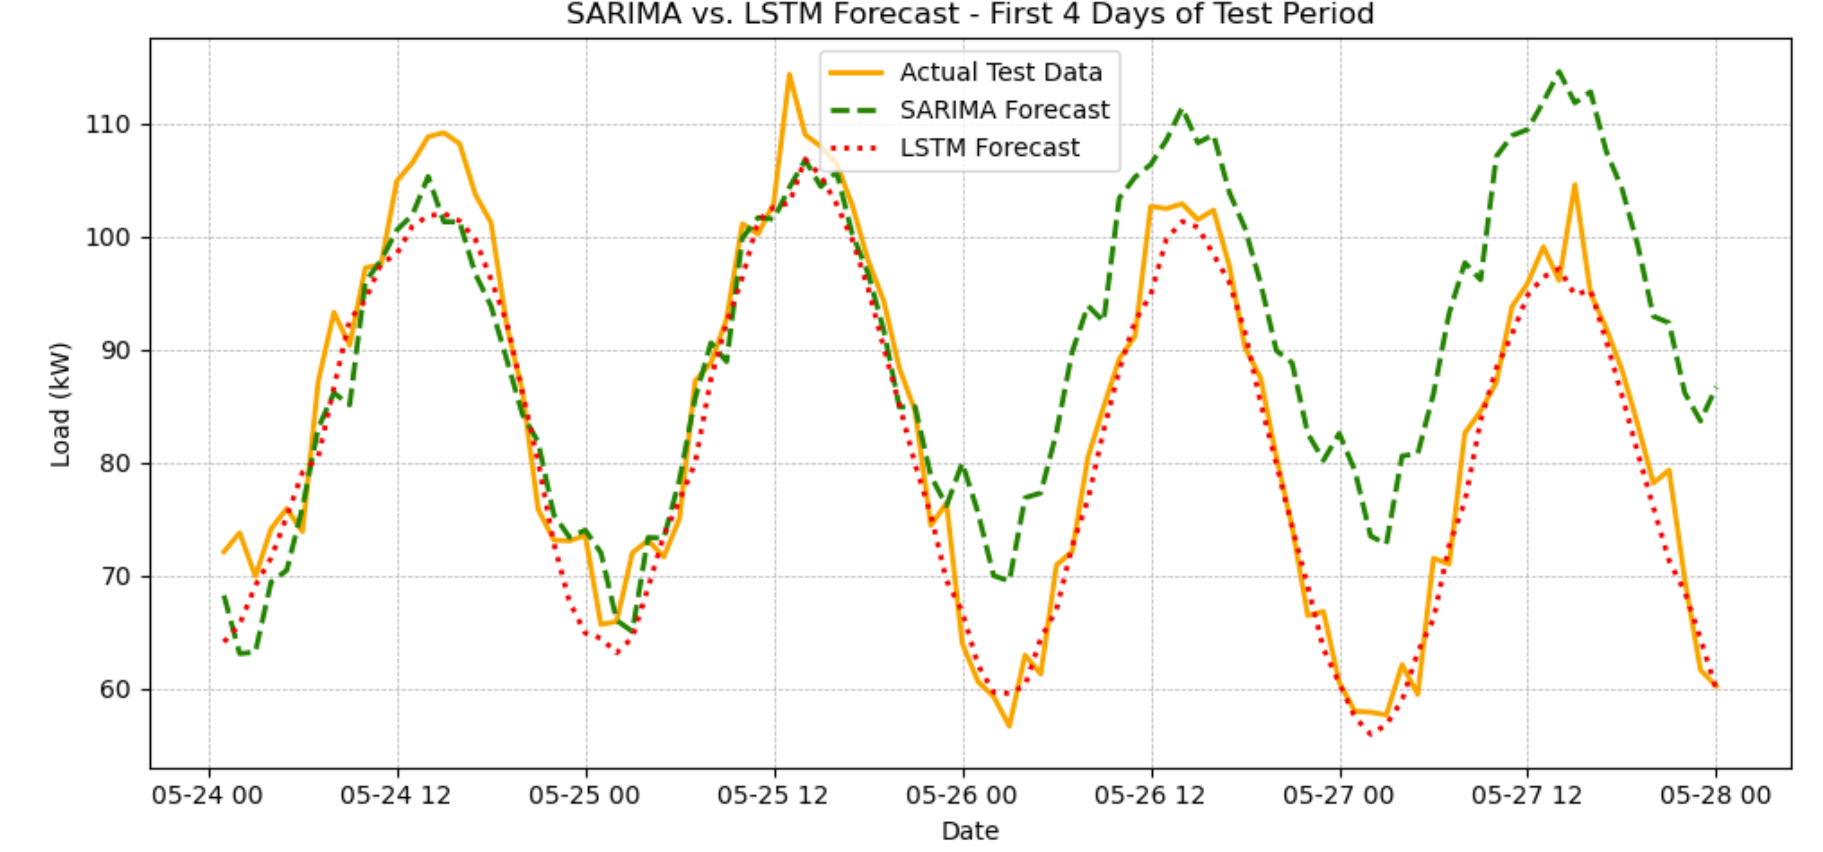 SARIMA vs. LSTM Forecast - First 4 Days of Test Period
Actual Test Data
SARIMA Forecast
LSTM Forecast
Load (kW)
110
100
90
80
70
60
05-24 00 05-24 12 05-25 00 05-25 12 05-26 00 05-26 12 05-27 00 05-27 12 05-28 00
Date